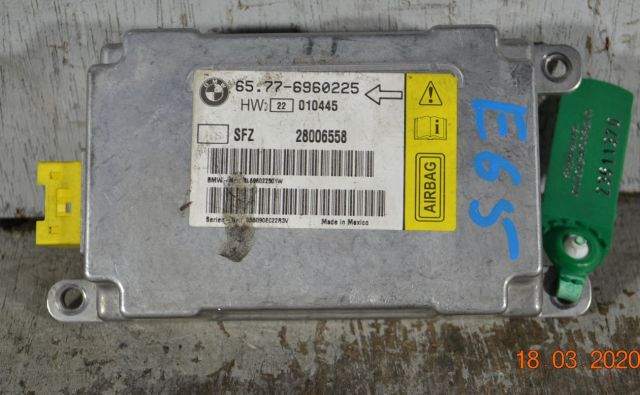 65.77-6960225
HW: 22 010445
SFZ 28006558
Made in Mexico
AIRBAG
E65
18 03 2020